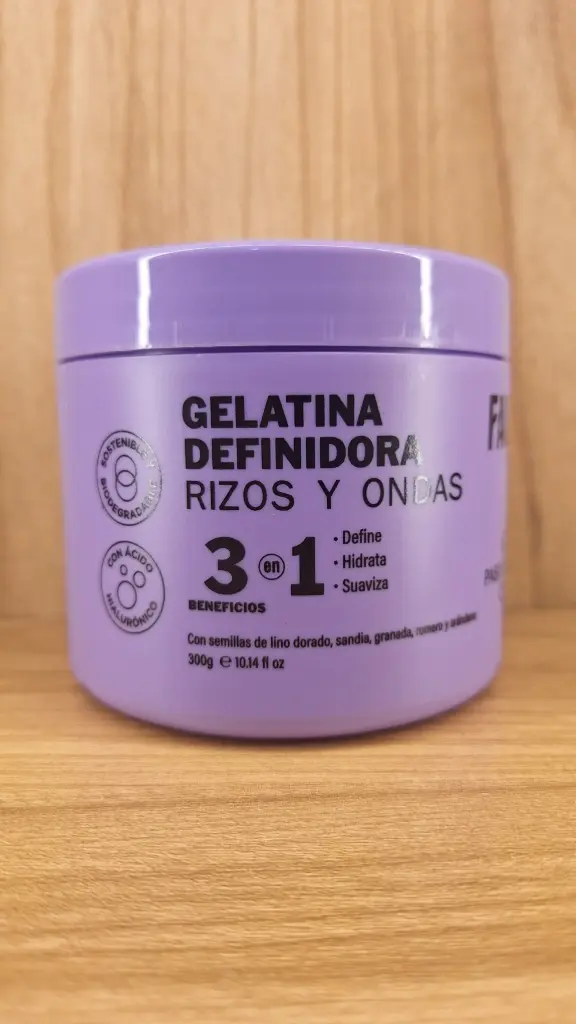 GELATINA
DEFINIDORA
RIZOS Y ONDAS
3 en 1
BENEFICIOS
· Define
· Hidrata
· Suaviza
Con semillas de lino dorado, sandía, granada, romero y
300g e 10.14 fl oz
SOSTENIBLE Y
BIODEGRADABLE
CON ÁCIDO
HIALURÓNICO